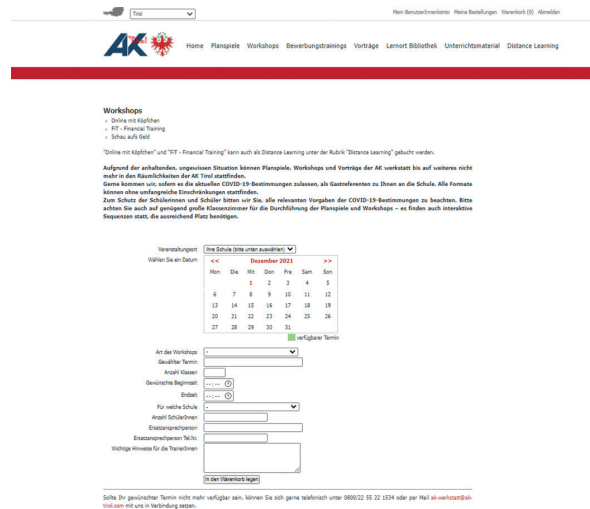 Tirol
Mein BenutzerInnenkonto Meine Bestellungen Warenkorb (0) Abmelden
AK Tirol
Home Planspiele Workshops Bewerbungstrainings Vorträge Lernort Bibliothek Unterrichtsmaterial Distance Learning
Workshops
Online mit Köpfchen
FiT - Financial Training
Schau aufs Geld
"Online mit Köpfchen" und "FiT - Financial Training" kann auch als Distance Learning unter der Rubrik "Distance Learning" gebucht werden.
Aufgrund der anhaltenden, ungewissen Situation können Planspiele, Workshops und Vorträge der AK werkstatt bis auf weiteres nicht
mehr in den Räumlichkeiten der AK Tirol stattfinden.
Gerne kommen wir, sofern es die aktuellen COVID-19-Bestimmungen zulassen, als Gastreferenten zu Ihnen an die Schule. Alle Formate
können ohne umfangreiche Einschränkungen stattfinden.
Zum Schutz der Schülerinnen und Schüler bitten wir Sie, alle relevanten Vorgaben der COVID-19-Bestimmungen zu beachten. Bitte
achten Sie auch auf genügend große Klassenzimmer für die Durchführung der Planspiele und Workshops – es finden auch interaktive
Sequenzen statt, die ausreichend Platz benötigen.
Veranstaltungsort Ihre Schule (bitte unten auswählen)
Wählen Sie ein Datum << Dezember 2021 >>
Mon Die Mit Don Fre Sam Son
1 2 3 4 5
6 7 8 9 10 11 12
13 14 15 16 17 18 19
20 21 22 23 24 25 26
27 28 29 30 31
verfügbarer Termin
Art des Workshops -
Gewählter Termin
Anzahl Klassen
Gewünschte Beginnzeit --:--
Endzeit --:--
Für welche Schule -
Anzahl SchülerInnen
Ersatzansprechperson
Ersatzansprechperson Tel.Nr.
Wichtige Hinweise für die TrainerInnen
In den Warenkorb legen
Sollte Ihr gewünschter Termin nicht mehr verfügbar sein, können Sie sich gerne telefonisch unter 0800/22 55 22 1534 oder per Mail ak-werkstatt@ak-
tirol.com mit uns in Verbindung setzen.